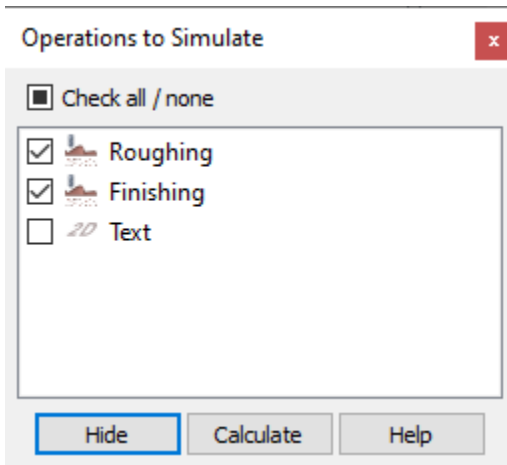 Operations to Simulate
x
Check all / none
Roughing
Finishing
2D Text
Hide Calculate Help